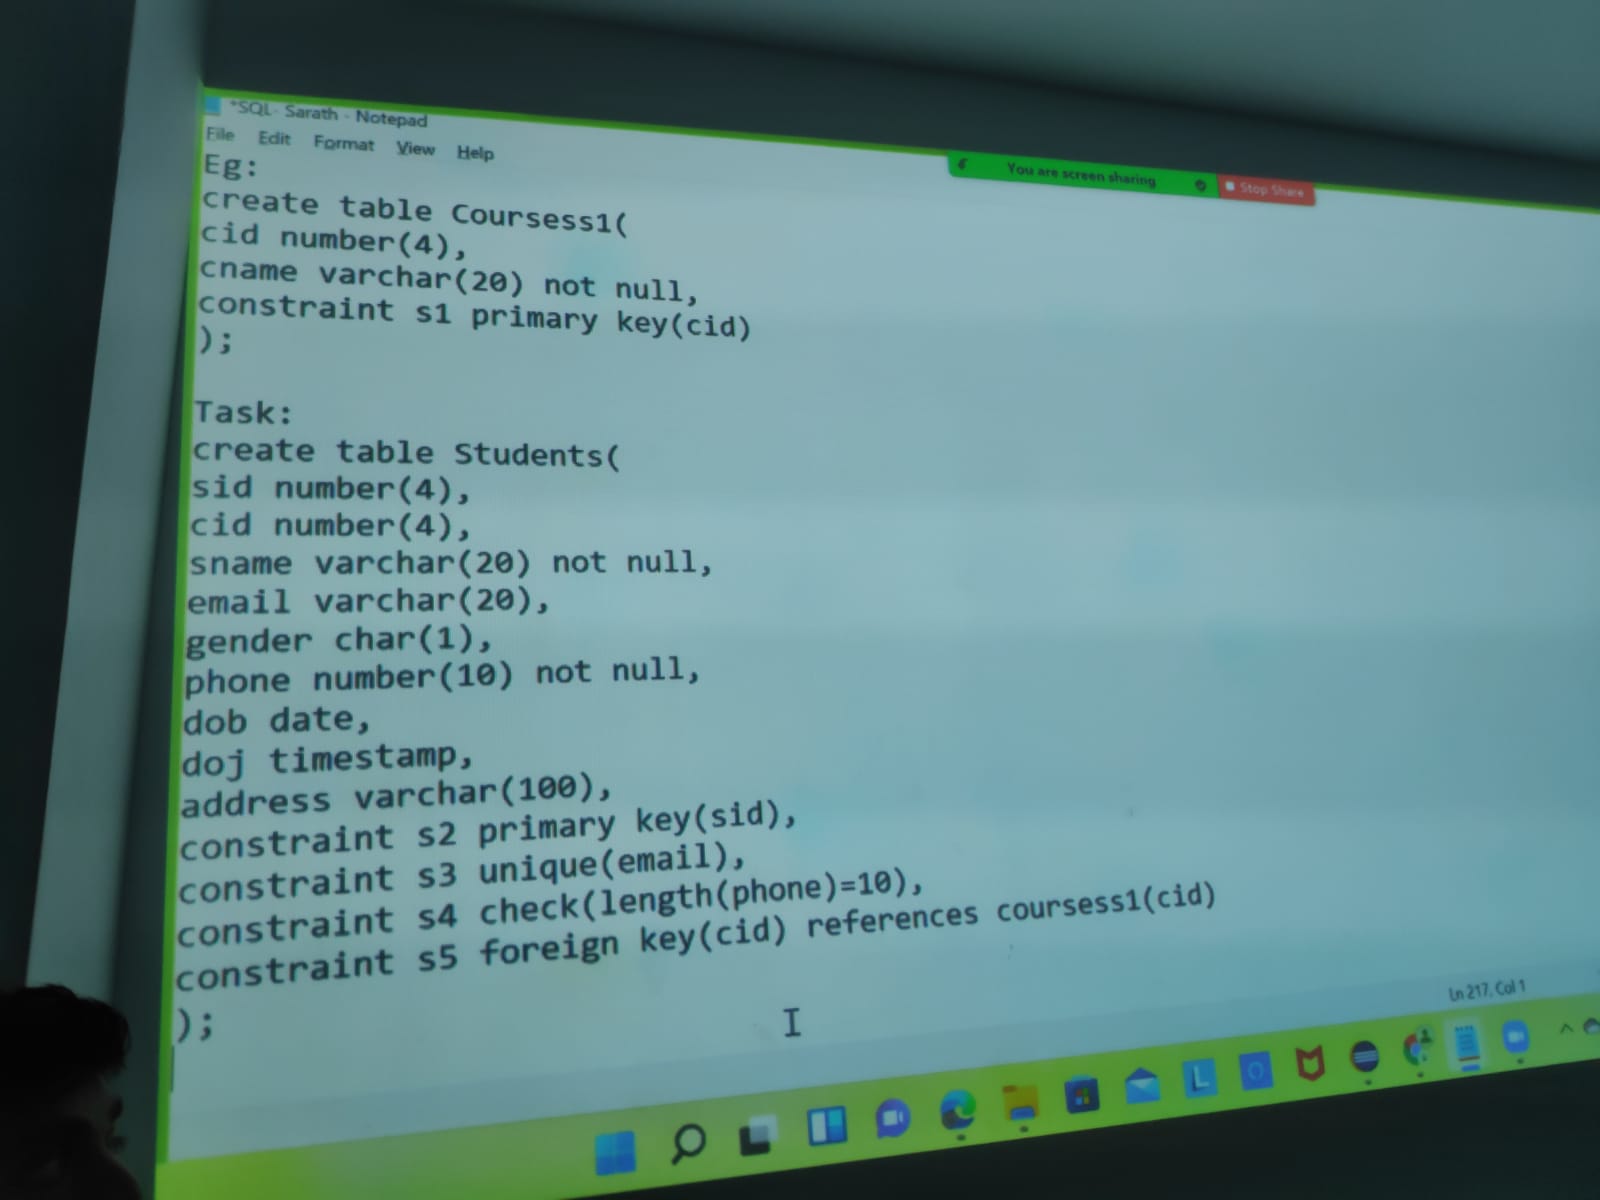 *SQL- Sarath - Notepad
File Edit Format View Help
You are screen sharing Stop Share
Eg:
create table Coursess1(
cid number(4),
cname varchar(20) not null,
constraint s1 primary key(cid)
);
Task:
create table Students(
sid number(4),
cid number(4),
sname varchar(20) not null,
email varchar(20),
gender char(1),
phone number(10) not null,
dob date,
doj timestamp,
address varchar(100),
constraint s2 primary key(sid),
constraint s3 unique(email),
constraint s4 check(length(phone)=10),
constraint s5 foreign key(cid) references coursess1(cid)
);
Ln 217, Col 1
L